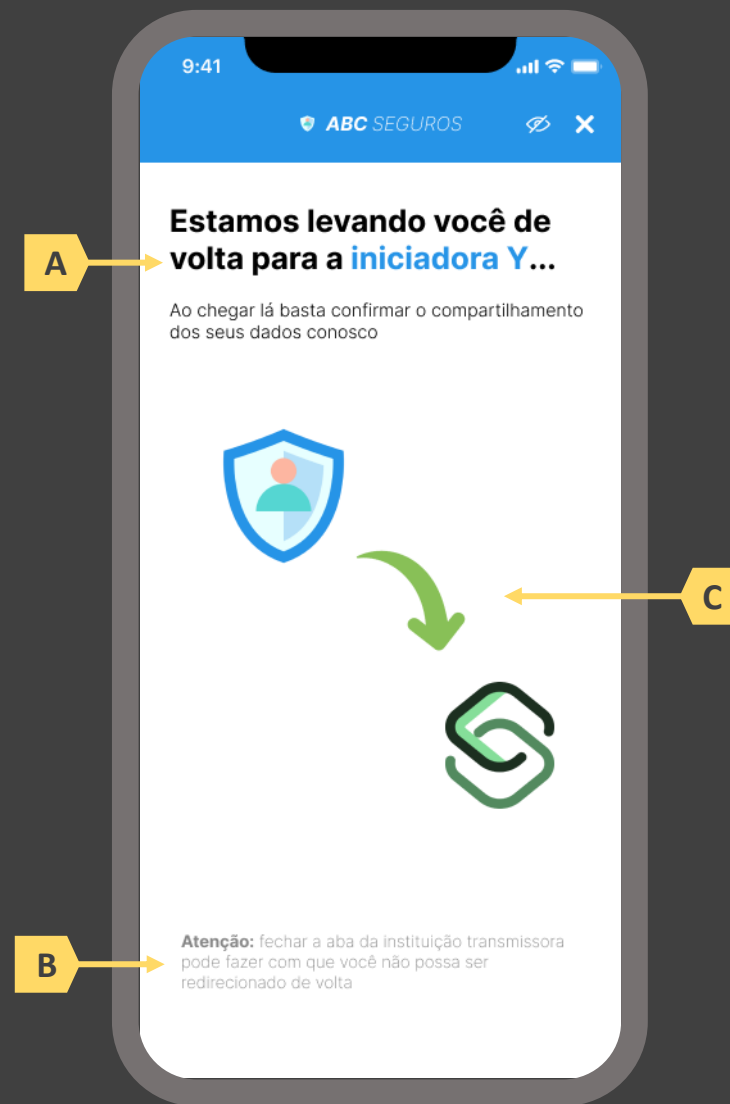 9:41
ABC SEGUROS
Estamos levando você de
A
volta para a iniciadora Y...
Ao chegar lá basta confirmar o compartilhamento
dos seus dados conosco
C
Atenção: fechar a aba da instituição transmissora
B
pode fazer com que você não possa ser
redirecionado de volta